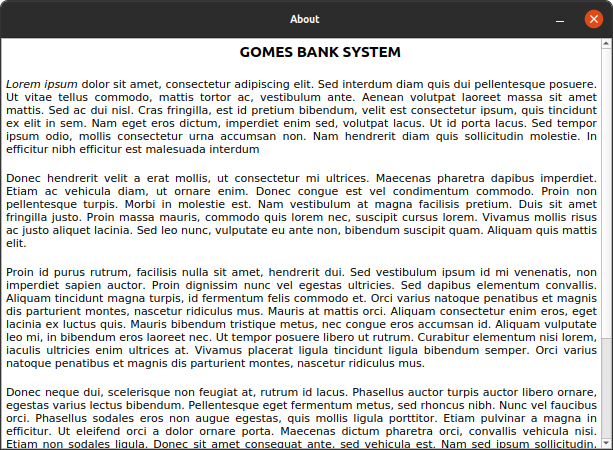 About
GOMES BANK SYSTEM
Lorem ipsum dolor sit amet, consectetur adipiscing elit. Sed interdum diam quis dui pellentesque posuere.
Ut vitae tellus commodo, mattis tortor ac, vestibulum ante. Aenean volutpat laoreet massa sit amet
mattis. Sed ac dui nisl. Cras fringilla, est id pretium bibendum, velit est consectetur ipsum, quis tincidunt
ex elit in sem. Nam eget eros dictum, imperdiet enim sed, volutpat lacus. Ut id porta lacus. Sed tempor
ipsum odio, mollis consectetur urna accumsan non. Nam hendrerit diam quis sollicitudin molestie. In
efficitur nibh efficitur est malesuada interdum
Donec hendrerit velit a erat mollis, ut consectetur mi ultrices. Maecenas pharetra dapibus imperdiet.
Etiam ac vehicula diam, ut ornare enim. Donec congue est vel condimentum commodo. Proin non
pellentesque turpis. Morbi in molestie est. Nam vestibulum at magna facilisis pretium. Duis sit amet
fringilla justo. Proin massa mauris, commodo quis lorem nec, suscipit cursus lorem. Vivamus mollis risus
ac justo aliquet lacinia. Sed leo nunc, vulputate eu ante non, bibendum suscipit quam. Aliquam quis mattis
elit.
Proin id purus rutrum, facilisis nulla sit amet, hendrerit dui. Sed vestibulum ipsum id mi venenatis, non
imperdiet sapien auctor. Proin dignissim nunc vel egestas ultricies. Sed dapibus elementum convallis.
Aliquam tincidunt magna turpis, id fermentum felis commodo et. Orci varius natoque penatibus et magnis
dis parturient montes, nascetur ridiculus mus. Mauris at mattis orci. Aliquam consectetur enim eros, eget
lacinia ex luctus quis. Mauris bibendum tristique metus, nec congue eros accumsan id. Aliquam vulputate
leo mi, in bibendum eros laoreet nec. Ut tempor posuere libero ut rutrum. Curabitur elementum nisi lorem,
iaculis ultricies enim ultrices at. Vivamus placerat ligula tincidunt ligula bibendum semper. Orci varius
natoque penatibus et magnis dis parturient montes, nascetur ridiculus mus.
Donec neque dui, scelerisque non feugiat at, rutrum id lacus. Phasellus auctor turpis auctor libero ornare,
egestas varius lectus bibendum. Pellentesque eget fermentum metus, sed rhoncus nibh. Nunc vel faucibus
orci. Phasellus sodales eros non augue egestas, quis mollis ligula porttitor. Etiam pulvinar a magna in
efficitur. Ut eleifend orci a dolor ornare porta. Maecenas dictum pharetra orci, convallis vehicula nisi.
Etiam non sodales ligula. Donec sit amet consequat ante, sed vehicula est. Nam sed ipsum sollicitudin,